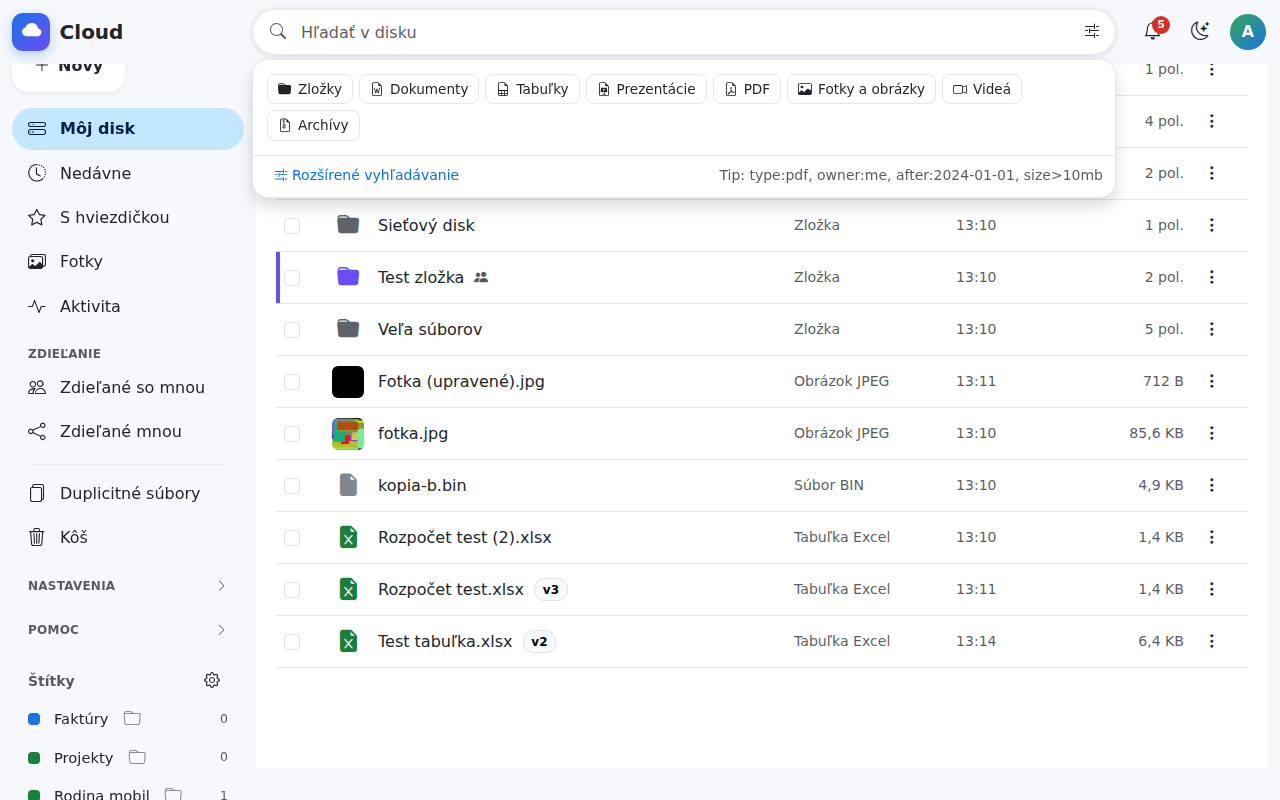 Cloud
Hľadať v disku
5
A
Nový
1 pol.
Zložky
Dokumenty
Tabuľky
Prezentácie
PDF
Fotky a obrázky
Videá
Archívy
4 pol.
2 pol.
Rozšírené vyhľadávanie
Tip: type:pdf, owner:me, after:2024-01-01, size>10mb
Môj disk
Nedávne
S hviezdičkou
Fotky
Aktivita
ZDIEĽANIE
Zdieľané so mnou
Zdieľané mnou
Duplicitné súbory
Kôš
NASTAVENIA
POMOC
Štítky
Faktúry 0
Projekty 0
Rodina mobil 1
Sieťový disk Zložka 13:10 1 pol.
Test zložka Zložka 13:10 2 pol.
Veľa súborov Zložka 13:10 5 pol.
Fotka (upravené).jpg Obrázok JPEG 13:11 712 B
fotka.jpg Obrázok JPEG 13:10 85,6 KB
kopia-b.bin Súbor BIN 13:10 4,9 KB
Rozpočet test (2).xlsx Tabuľka Excel 13:10 1,4 KB
Rozpočet test.xlsx v3 Tabuľka Excel 13:11 1,4 KB
Test tabuľka.xlsx v2 Tabuľka Excel 13:14 6,4 KB